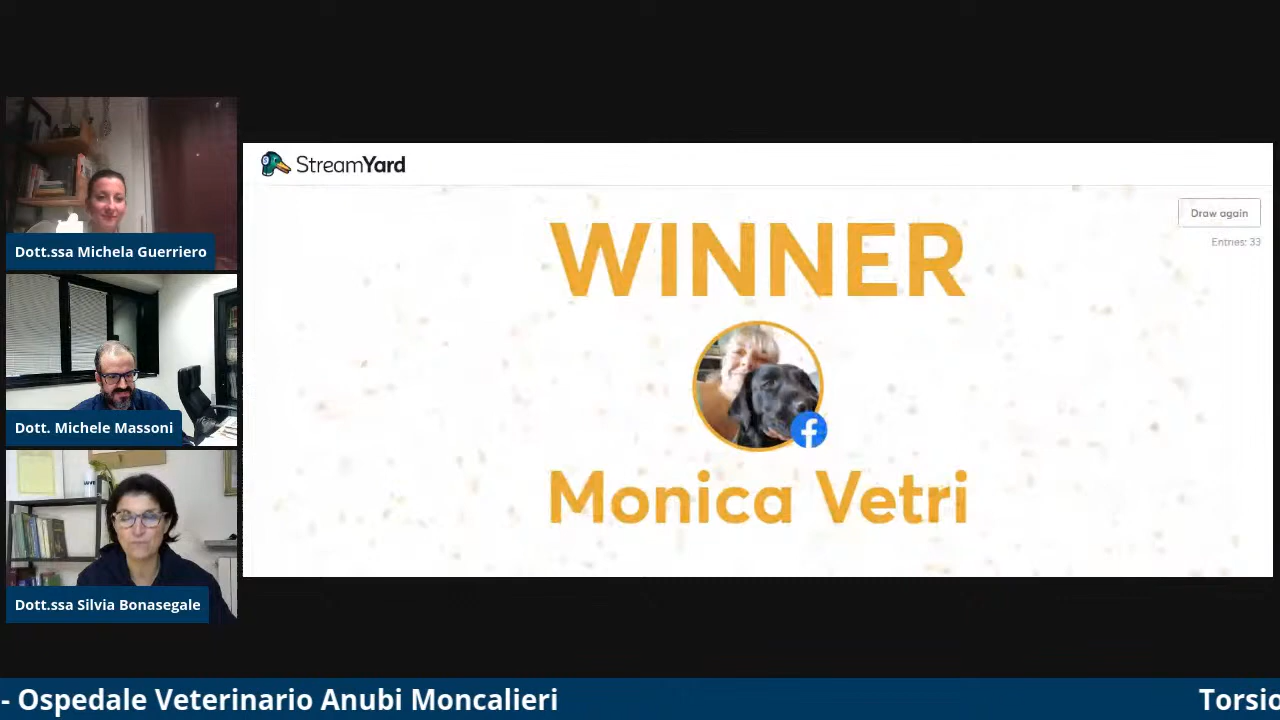 Dott.ssa Michela Guerriero
Dott. Michele Massoni
Dott.ssa Silvia Bonasegale
StreamYard
Draw again
Entries: 33
WINNER
Monica Vetri
- Ospedale Veterinario Anubi Moncalieri
Torsio